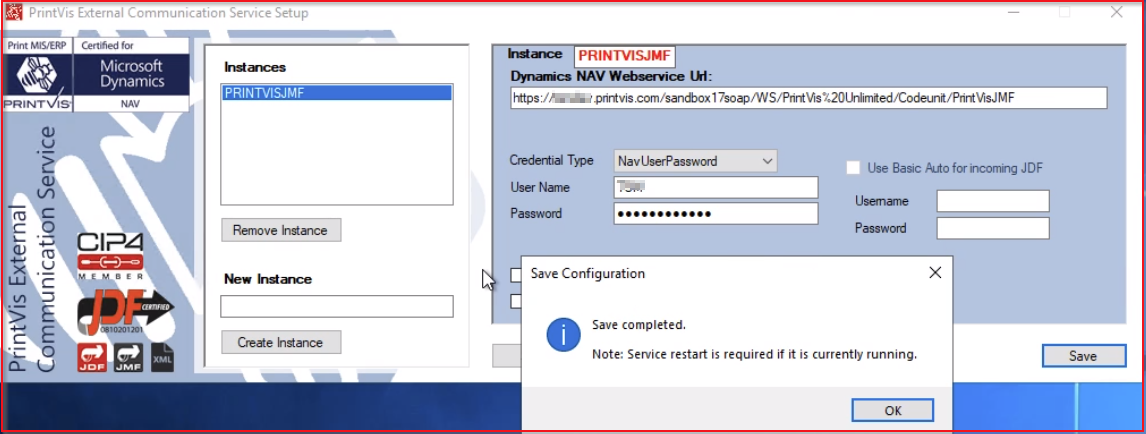 PrintVis External Communication Service Setup
Print MIS/ERP
Certified for
Microsoft
Dynamics
PRINTVIS
NAV
PrintVis External
Communication Service
CIP4
MEMBER
JDF CERTIFIED
0810201201
JDF
JMF
XML
Instances
PRINTVISJMF
Remove Instance
New Instance
Create Instance
Instance PRINTVISJMF
Dynamics NAV Webservice Url:
https:// .printvis.com/sandbox17soap/WS/PrintVis%20Unlimited/Codeunit/PrintVisJMF
Credential Type NavUserPassword
Use Basic Auto for incoming JDF
User Name
Username
Password ••••••••••••
Password
Save Configuration
Save completed.
Note: Service restart is required if it is currently running.
OK
Save